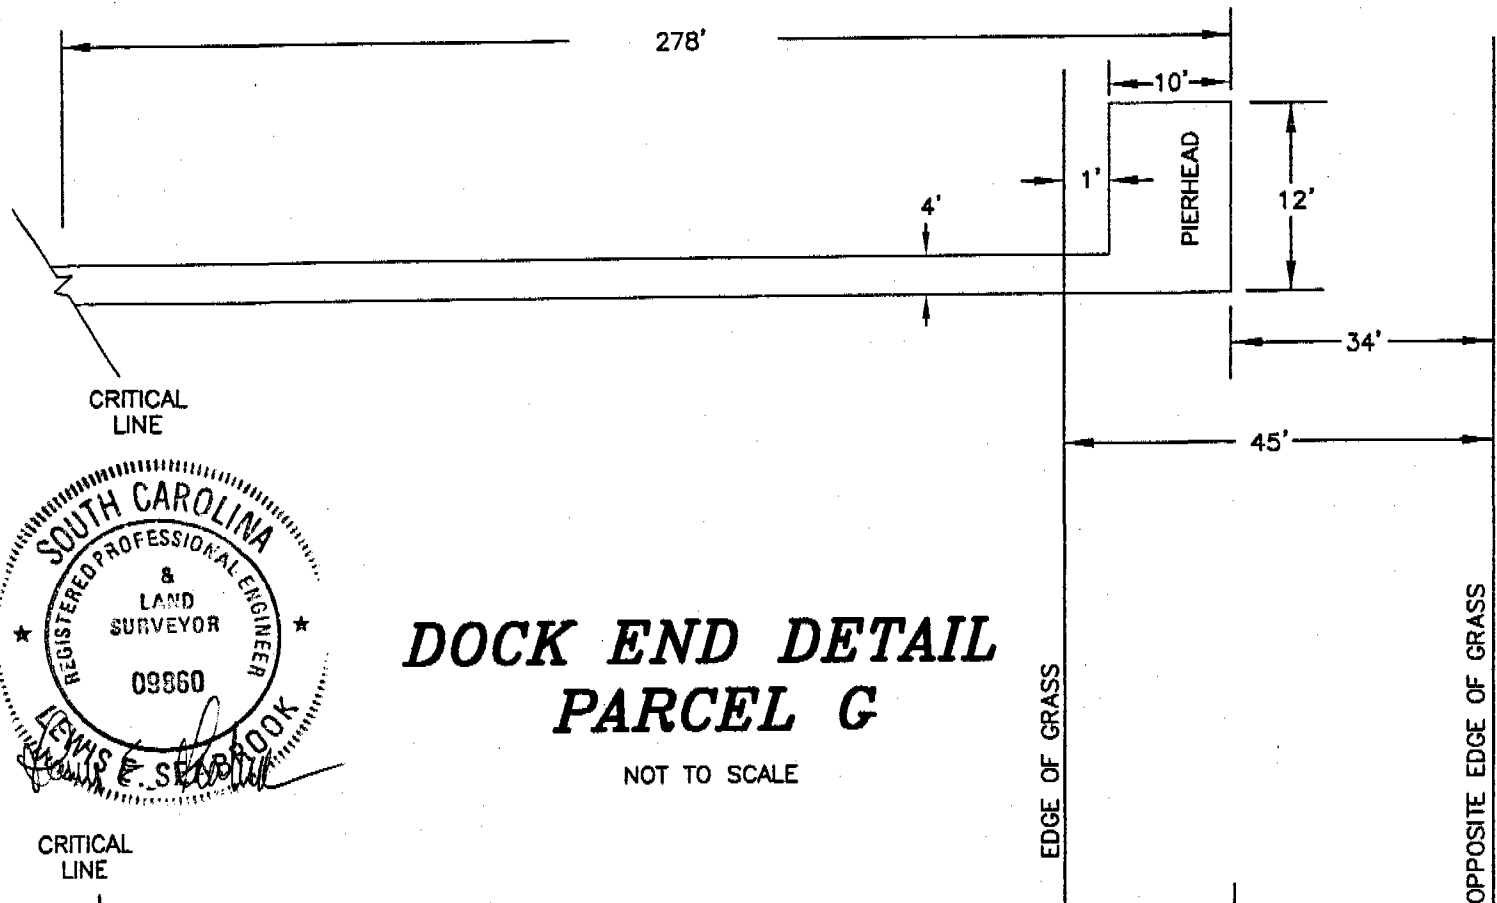 278'
10'
1'
PIERHEAD
12'
4'
34'
CRITICAL
LINE
45'
SOUTH CAROLINA
REGISTERED PROFESSIONAL ENGINEER
&
LAND
SURVEYOR
09860
LEWIS E. SEABROOK
DOCK END DETAIL
PARCEL G
NOT TO SCALE
EDGE OF GRASS
OPPOSITE EDGE OF GRASS
CRITICAL
LINE